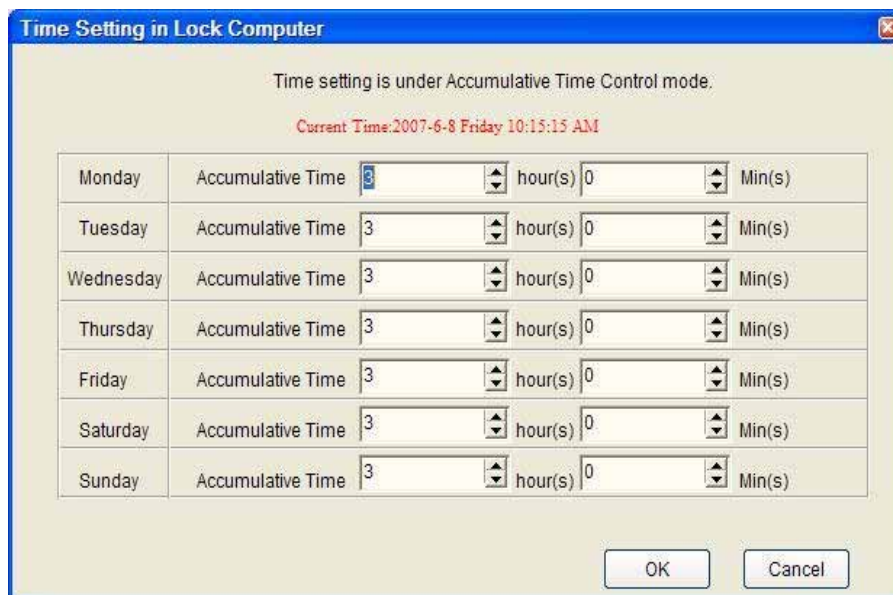 Time Setting in Lock Computer
Time setting is under Accumulative Time Control mode.
Current Time:2007-6-8 Friday 10:15:15 AM
Monday Accumulative Time 3 hour(s) 0 Min(s)
Tuesday Accumulative Time 3 hour(s) 0 Min(s)
Wednesday Accumulative Time 3 hour(s) 0 Min(s)
Thursday Accumulative Time 3 hour(s) 0 Min(s)
Friday Accumulative Time 3 hour(s) 0 Min(s)
Saturday Accumulative Time 3 hour(s) 0 Min(s)
Sunday Accumulative Time 3 hour(s) 0 Min(s)
OK Cancel